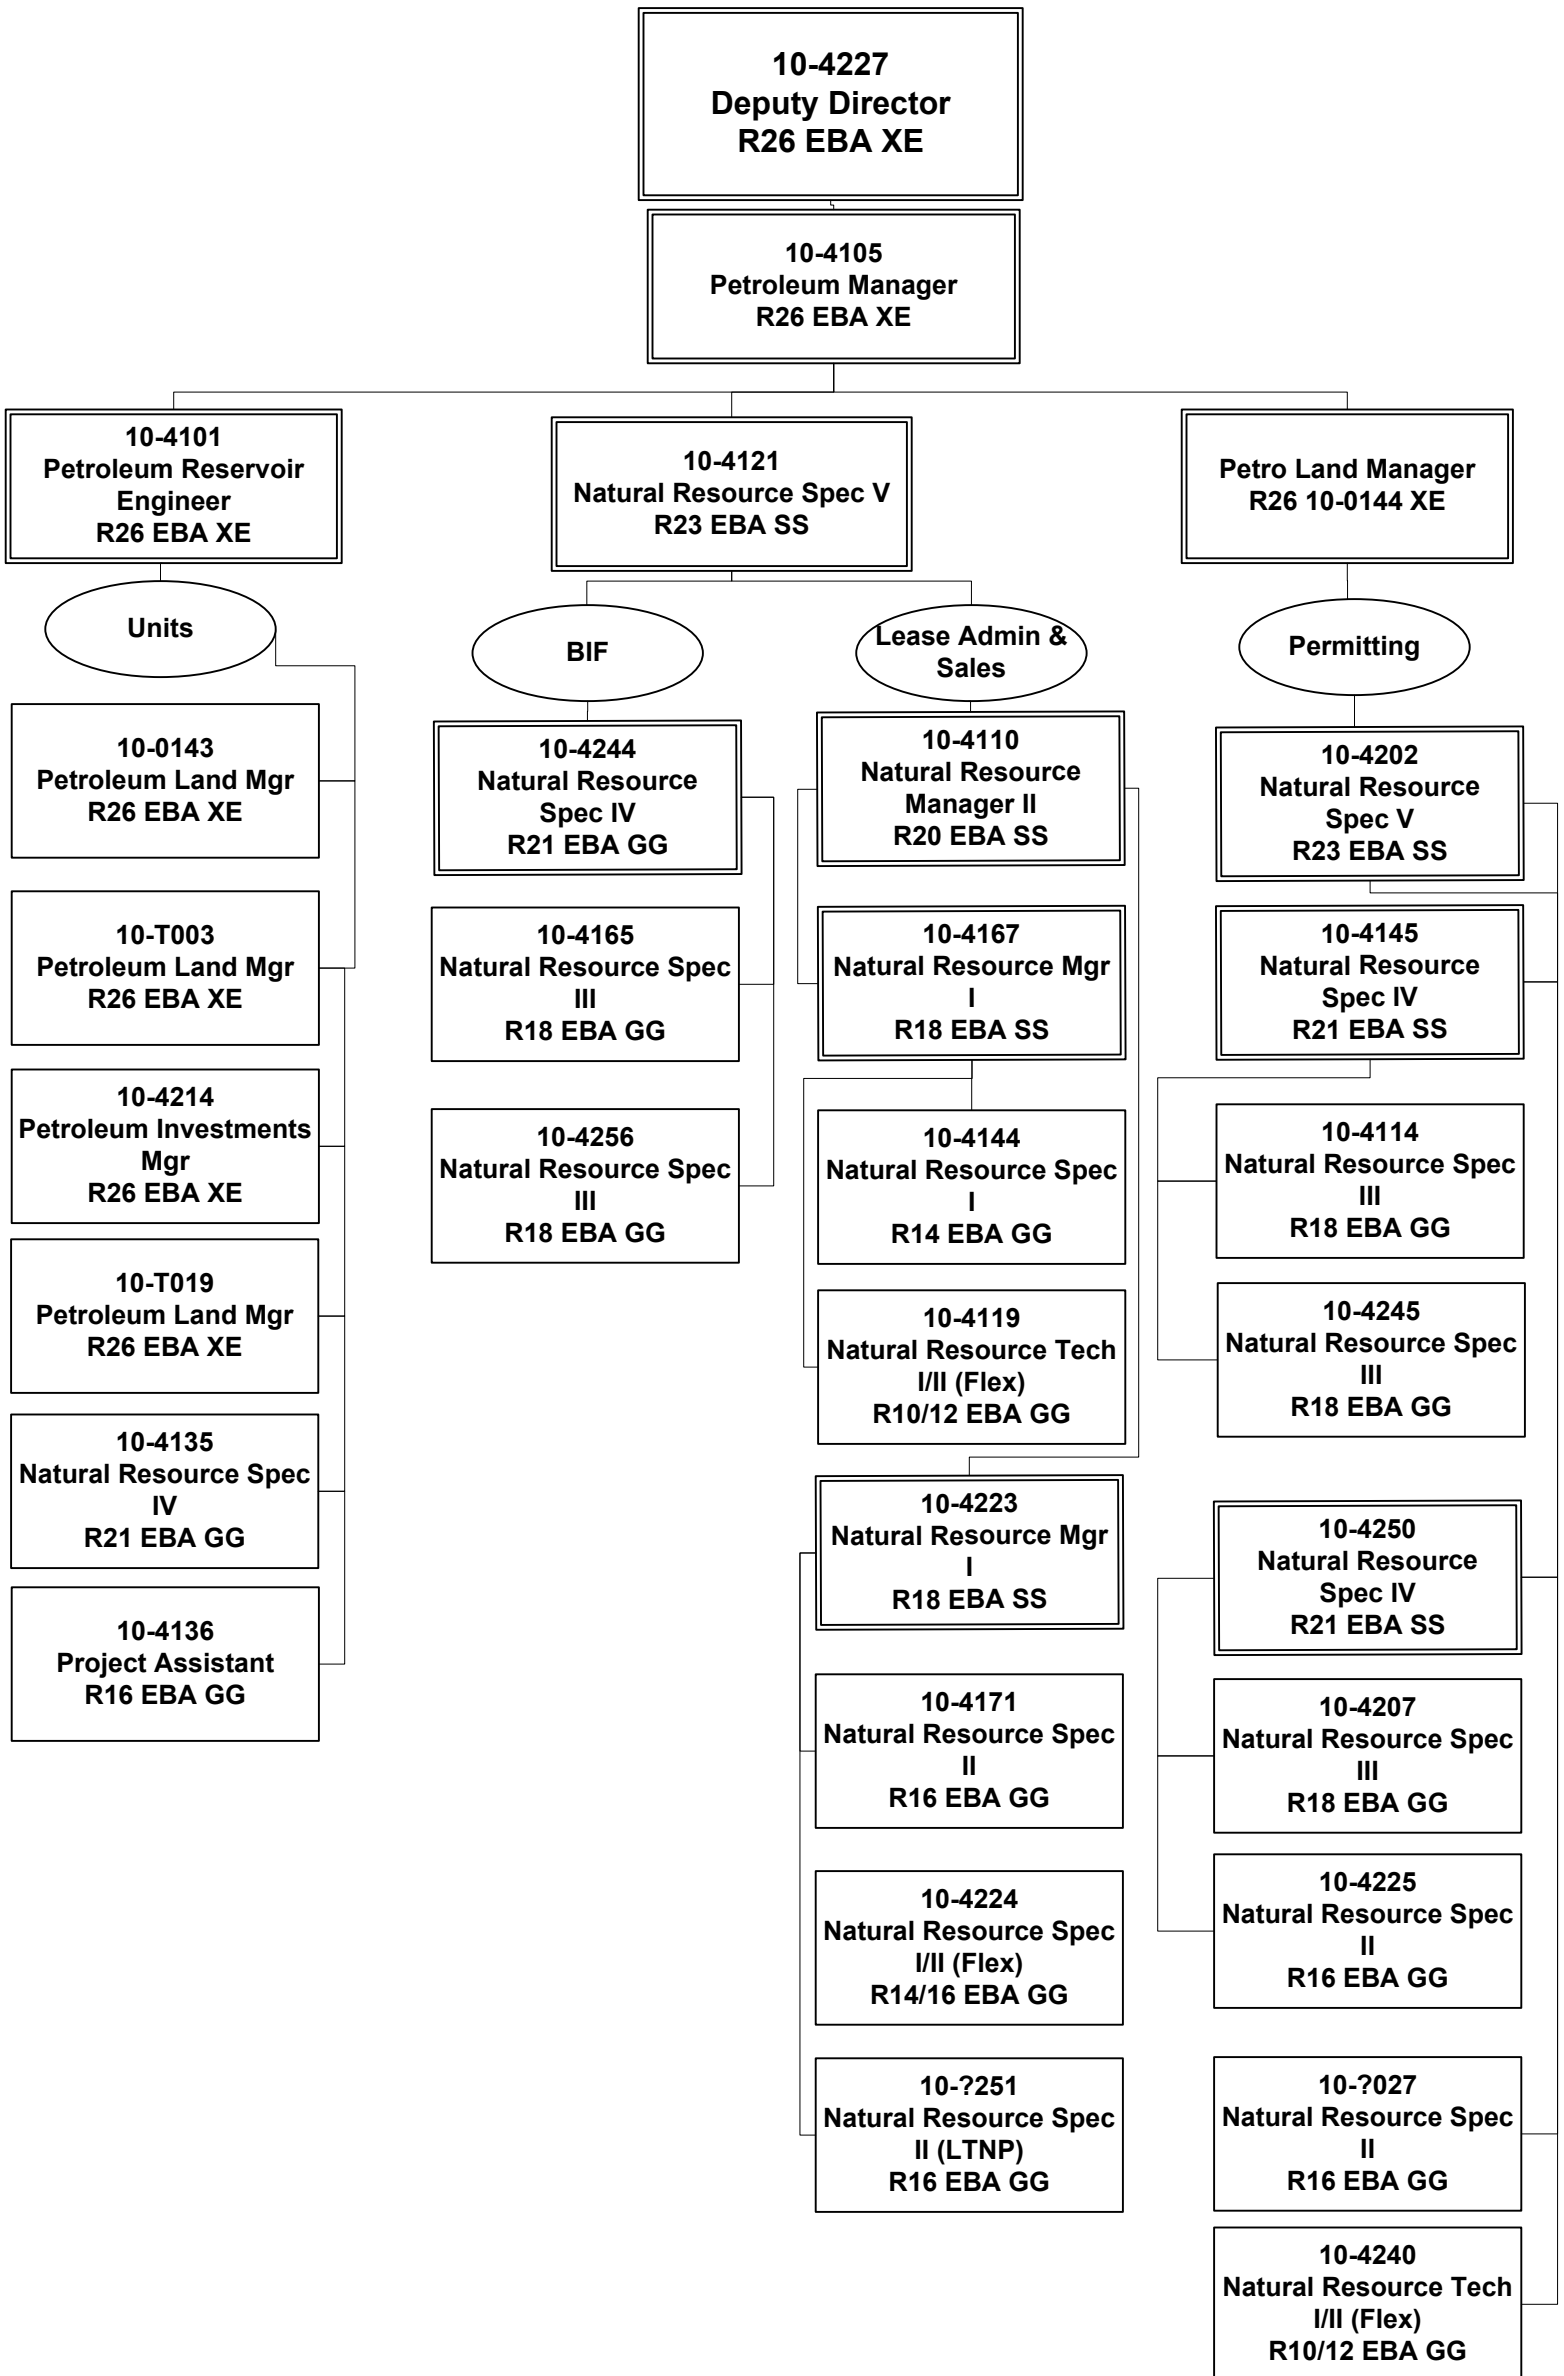 10-4227
Deputy Director
R26 EBA XE
10-4105
Petroleum Manager
R26 EBA XE
10-4101
Petroleum Reservoir
Engineer
R26 EBA XE
10-4121
Natural Resource Spec V
R23 EBA SS
Petro Land Manager
R26 10-0144 XE
Units
BIF
Lease Admin &
Sales
Permitting
10-0143
Petroleum Land Mgr
R26 EBA XE
10-T003
Petroleum Land Mgr
R26 EBA XE
10-4214
Petroleum Investments
Mgr
R26 EBA XE
10-T019
Petroleum Land Mgr
R26 EBA XE
10-4135
Natural Resource Spec
IV
R21 EBA GG
10-4136
Project Assistant
R16 EBA GG
10-4244
Natural Resource
Spec IV
R21 EBA GG
10-4165
Natural Resource Spec
III
R18 EBA GG
10-4256
Natural Resource Spec
III
R18 EBA GG
10-4110
Natural Resource
Manager II
R20 EBA SS
10-4167
Natural Resource Mgr
I
R18 EBA SS
10-4144
Natural Resource Spec
I
R14 EBA GG
10-4119
Natural Resource Tech
I/II (Flex)
R10/12 EBA GG
10-4223
Natural Resource Mgr
I
R18 EBA SS
10-4171
Natural Resource Spec
II
R16 EBA GG
10-4224
Natural Resource Spec
I/II (Flex)
R14/16 EBA GG
10-?251
Natural Resource Spec
II (LTNP)
R16 EBA GG
10-4202
Natural Resource
Spec V
R23 EBA SS
10-4145
Natural Resource
Spec IV
R21 EBA SS
10-4114
Natural Resource Spec
III
R18 EBA GG
10-4245
Natural Resource Spec
III
R18 EBA GG
10-4250
Natural Resource
Spec IV
R21 EBA SS
10-4207
Natural Resource Spec
III
R18 EBA GG
10-4225
Natural Resource Spec
II
R16 EBA GG
10-?027
Natural Resource Spec
II
R16 EBA GG
10-4240
Natural Resource Tech
I/II (Flex)
R10/12 EBA GG